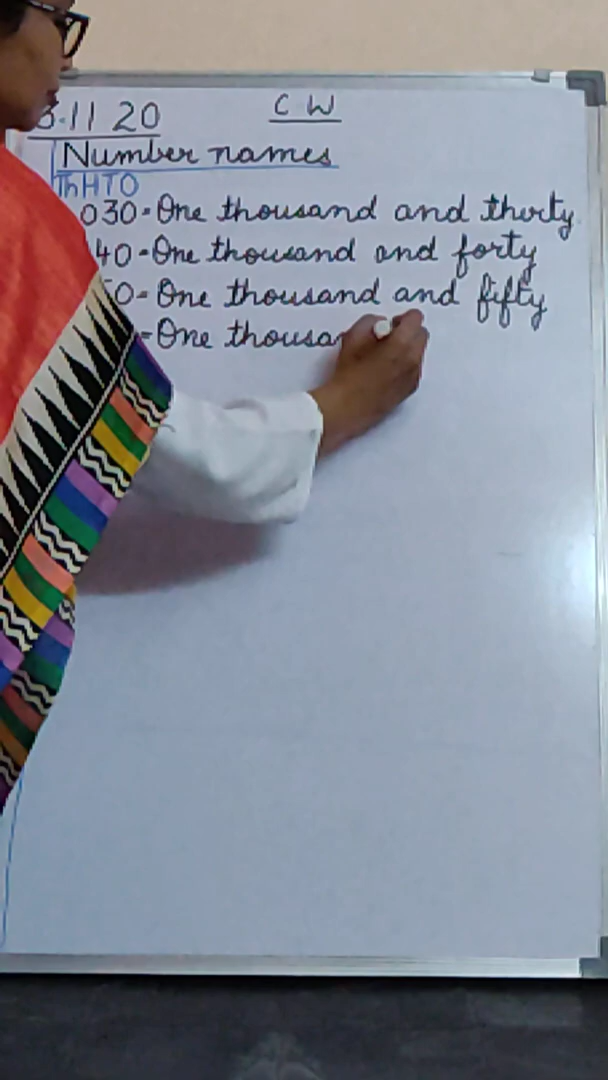 3.11 20
C W
Number names
ThHTO
030=One thousand and thirty
40=One thousand and forty
50=One thousand and fifty
=One thousa